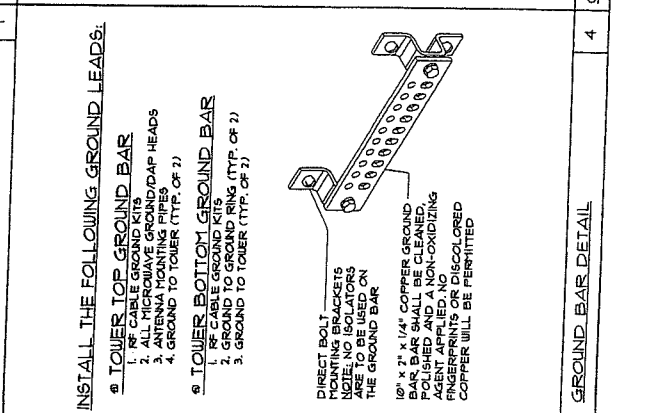 INSTALL THE FOLLOWING GROUND LEADS:
@ TOWER TOP GROUND BAR
1. RF CABLE GROUND KITS
2. ALL MICROWAVE GROUND/DAP HEADS
3. ANTENNA MOUNTING PIPES
4. GROUND TO TOWER (TYP. OF 2)
@ TOWER BOTTOM GROUND BAR
1. RF CABLE GROUND KITS
2. GROUND TO GROUND RING (TYP. OF 2)
3. GROUND TO TOWER (TYP. OF 2)
DIRECT BOLT
MOUNTING BRACKETS
NOTE: NO ISOLATORS
ARE TO BE USED ON
THE GROUND BAR
10" x 2" x 1/4" COPPER GROUND
BAR, BAR SHALL BE CLEANED,
POLISHED AND A NON-OXIDIZING
AGENT APPLIED. NO
FINGERPRINTS OR DISCOLORED
COPPER WILL BE PERMITTED
GROUND BAR DETAIL
4